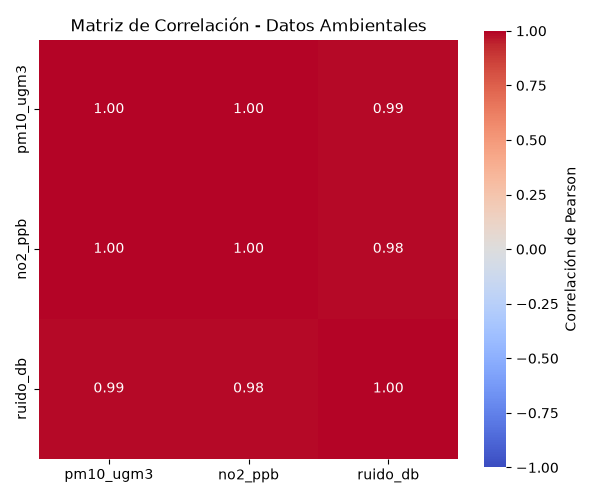 Matriz de Correlación - Datos Ambientales
pm10_ugm3
1.00 1.00 0.99
no2_ppb
1.00 1.00 0.98
ruido_db
0.99 0.98 1.00
pm10_ugm3 no2_ppb ruido_db
1.00
0.75
0.50
0.25
0.00
−0.25
−0.50
−0.75
−1.00
Correlación de Pearson